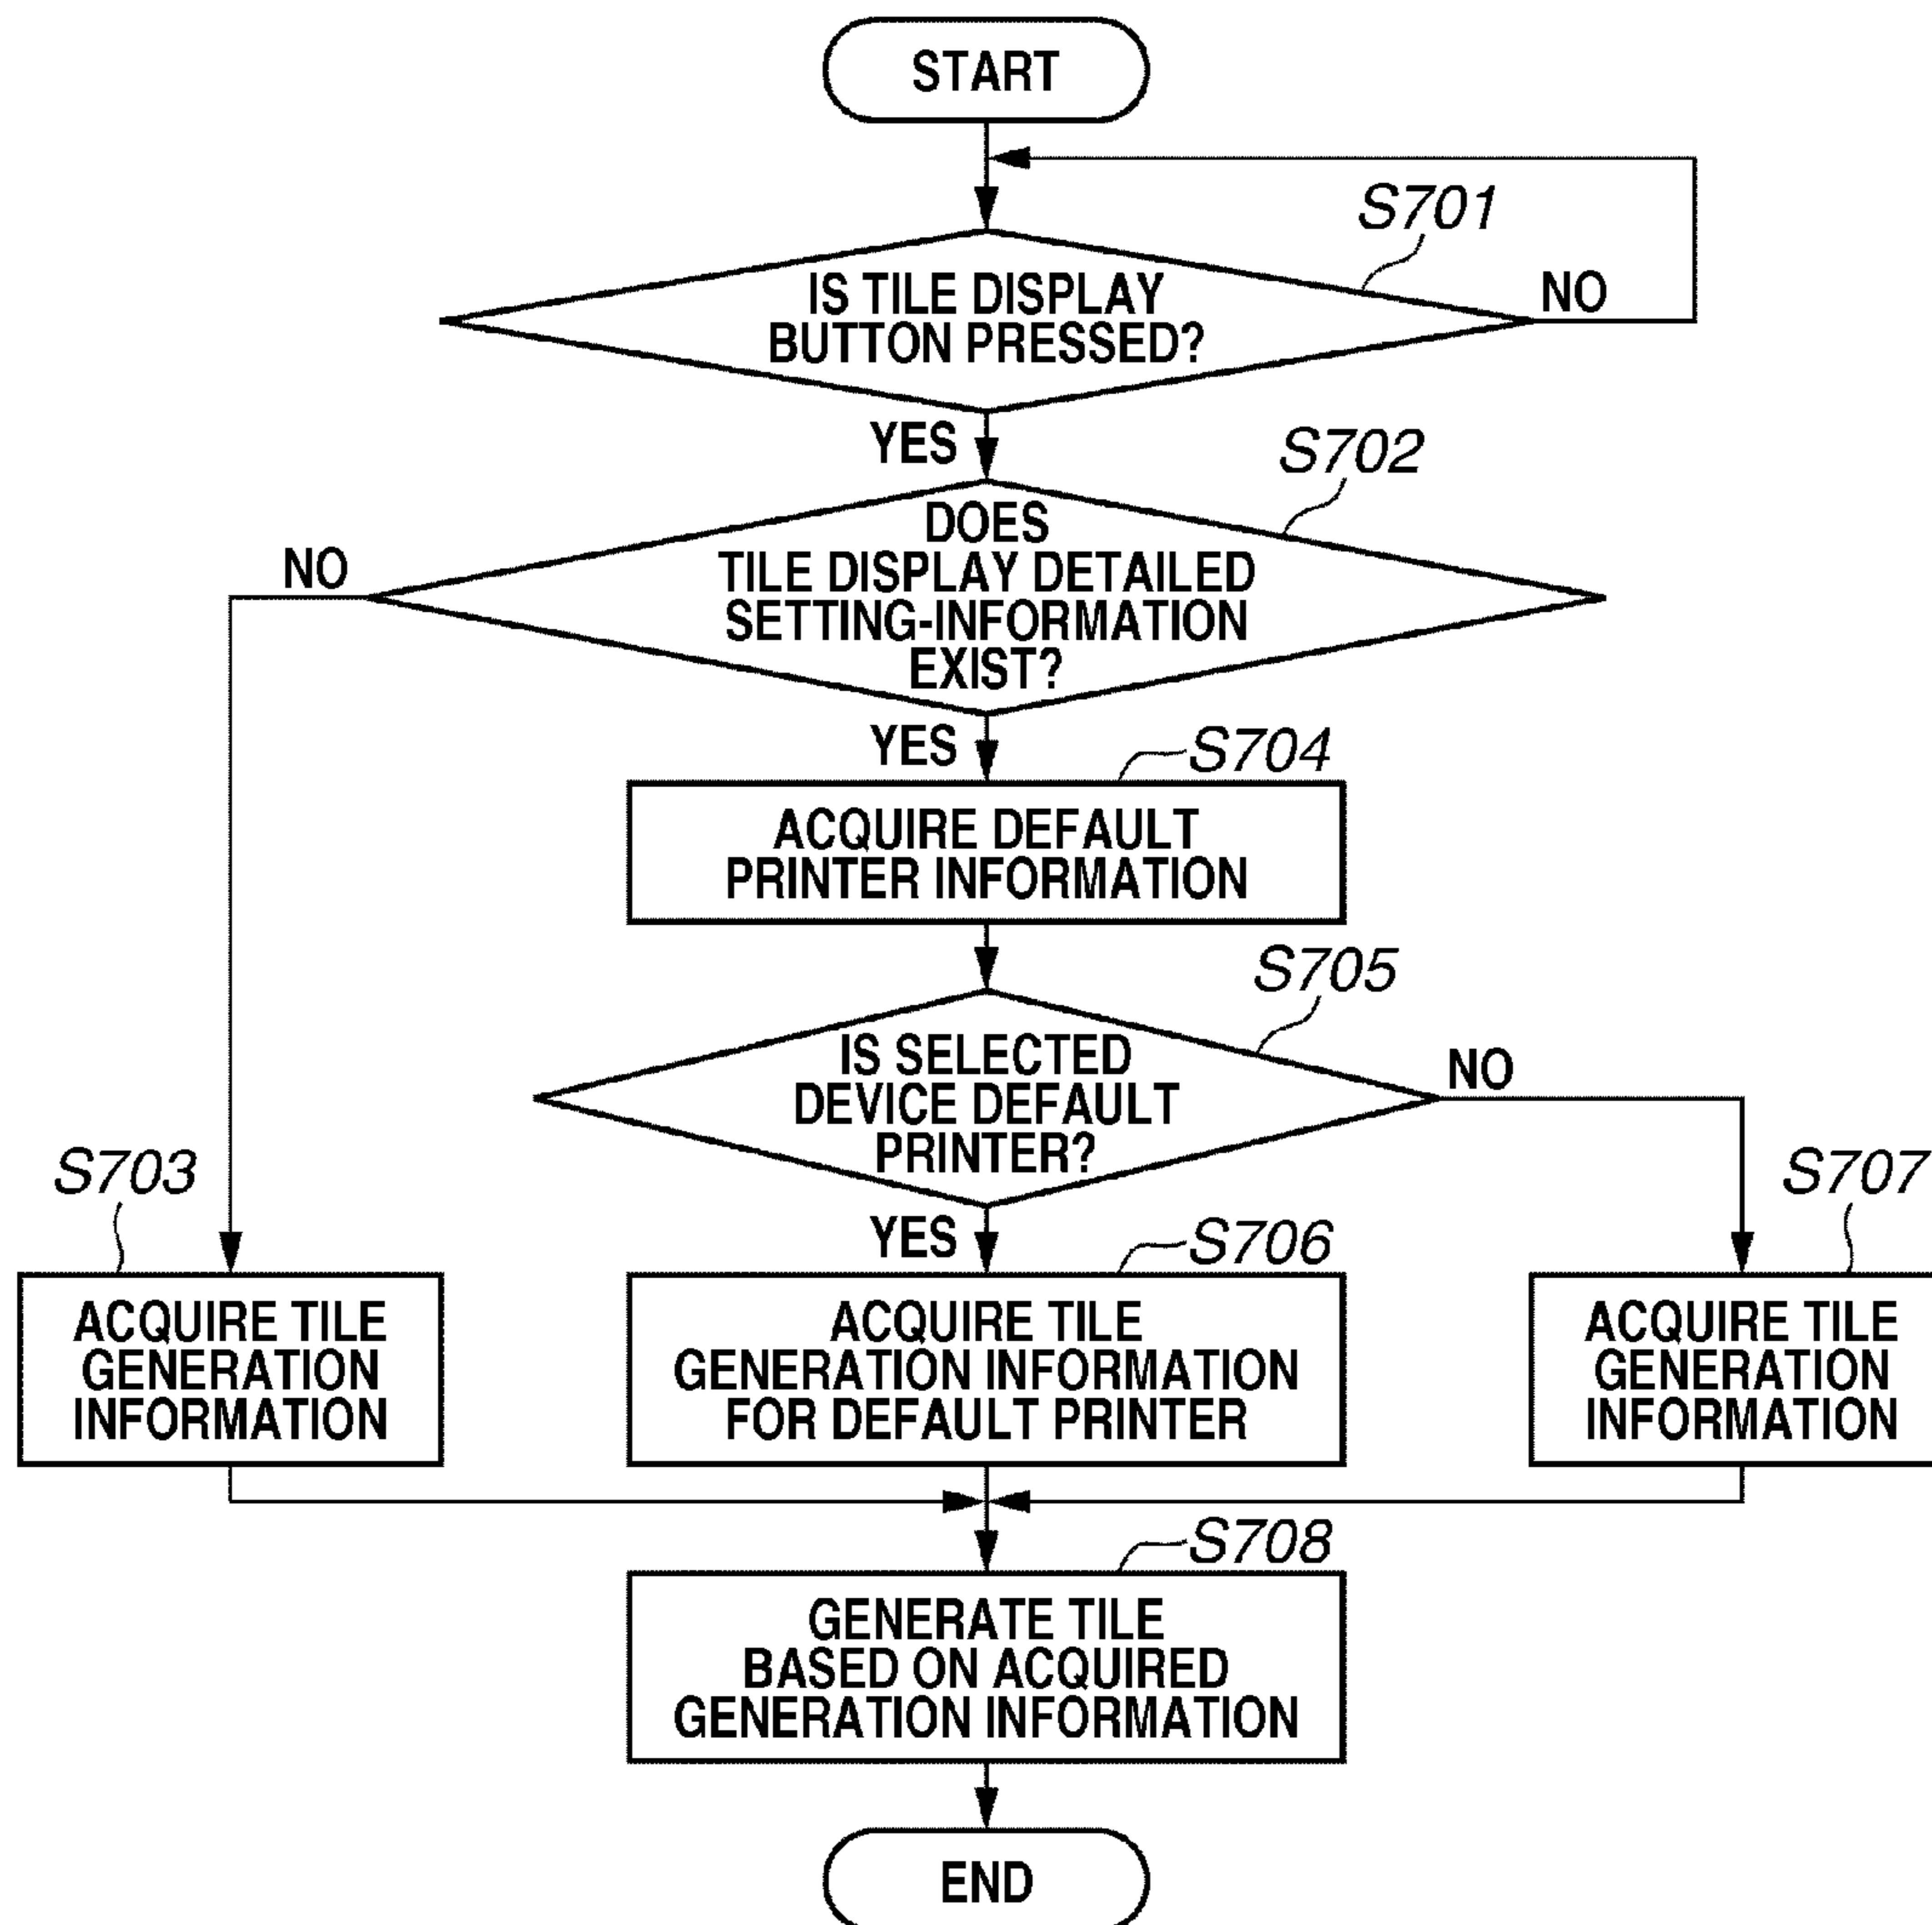 START
S701
IS TILE DISPLAY
BUTTON PRESSED?
NO
YES
S702
DOES
TILE DISPLAY DETAILED
SETTING-INFORMATION
EXIST?
NO
YES
S704
ACQUIRE DEFAULT
PRINTER INFORMATION
S705
IS SELECTED
DEVICE DEFAULT
PRINTER?
NO
YES
S703
ACQUIRE TILE
GENERATION
INFORMATION
S706
ACQUIRE TILE
GENERATION INFORMATION
FOR DEFAULT PRINTER
S707
ACQUIRE TILE
GENERATION
INFORMATION
S708
GENERATE TILE
BASED ON ACQUIRED
GENERATION INFORMATION
END